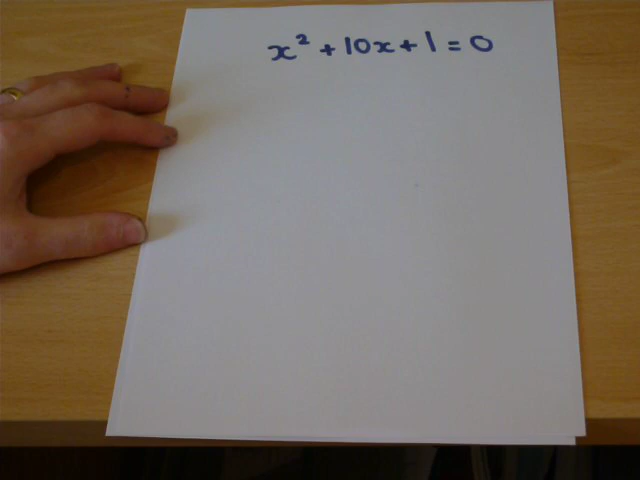 x² + 10x + 1 = 0